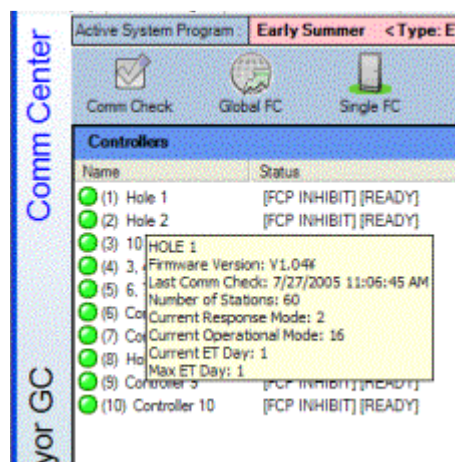 Comm Center
yor GC
Active System Program: Early Summer <Type: E
Comm Check Global FC Single FC
Controllers
Name Status
(1) Hole 1 [FCP INHIBIT] [READY]
(2) Hole 2 [FCP INHIBIT] [READY]
(3) 10
(4) 3,
(5) 6,
(6) Co
(7) Co
(8) Ho
(9) Controller 9 [FCP INHIBIT] [READY]
(10) Controller 10 [FCP INHIBIT] [READY]
HOLE 1
Firmware Version: V1.04¥
Last Comm Check: 7/27/2005 11:06:45 AM
Number of Stations: 60
Current Response Mode: 2
Current Operational Mode: 16
Current ET Day: 1
Max ET Day: 1